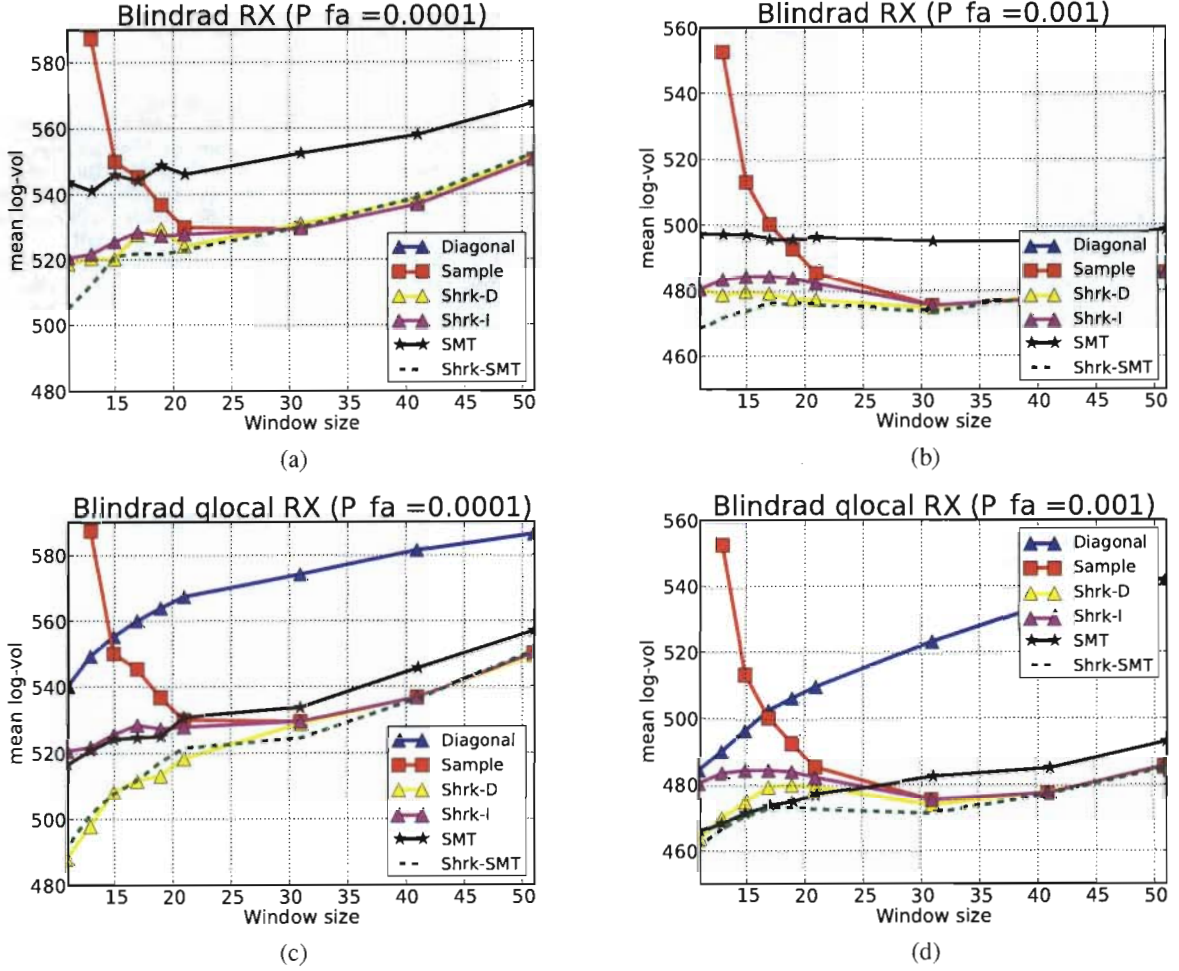 Blindrad RX (P fa =0.0001)
mean log-vol
580
560
540
520
500
480
15 20 25 30 35 40 45 50
Window size
Diagonal
Sample
Shrk-D
Shrk-I
SMT
Shrk-SMT
(a)
Blindrad RX (P fa =0.001)
mean log-vol
560
540
520
500
480
460
15 20 25 30 35 40 45 50
Window size
Diagonal
Sample
Shrk-D
Shrk-I
SMT
Shrk-SMT
(b)
Blindrad qlocal RX (P fa =0.0001)
mean log-vol
580
560
540
520
500
480
15 20 25 30 35 40 45 50
Window size
Diagonal
Sample
Shrk-D
Shrk-I
SMT
Shrk-SMT
(c)
Blindrad qlocal RX (P fa =0.001)
mean log-vol
560
540
520
500
480
460
15 20 25 30 35 40 45 50
Window size
Diagonal
Sample
Shrk-D
Shrk-I
SMT
Shrk-SMT
(d)